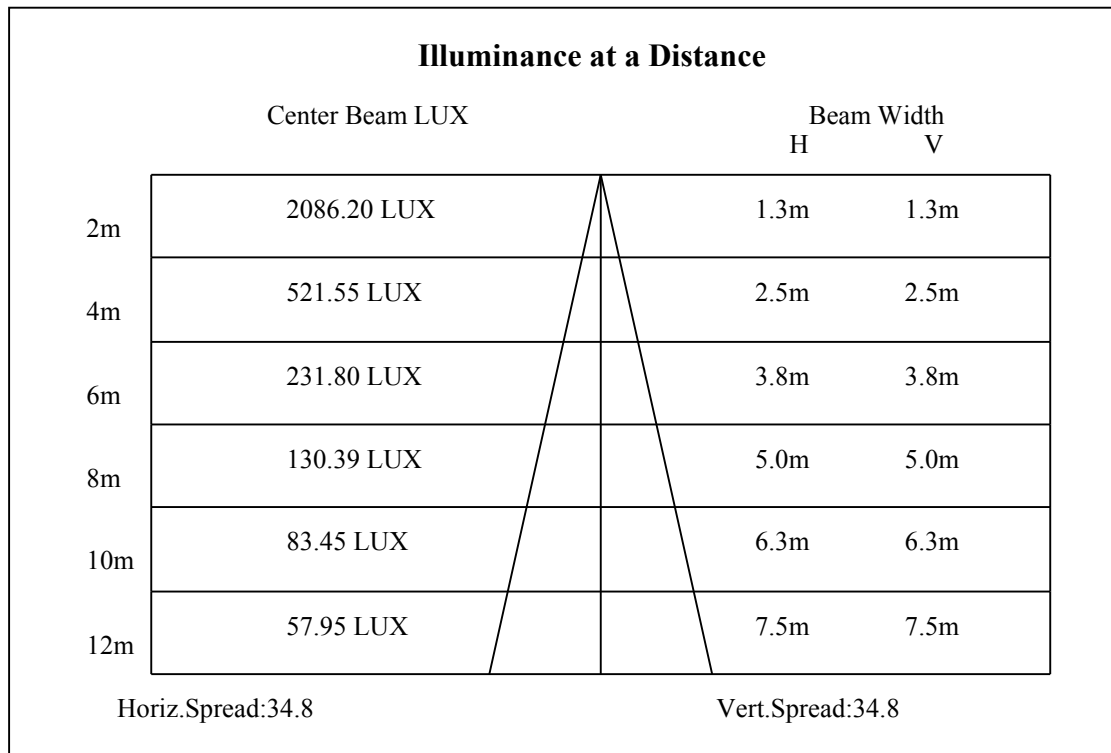 Illuminance at a Distance
Center Beam LUX Beam Width
H V
2m 2086.20 LUX 1.3m 1.3m
4m 521.55 LUX 2.5m 2.5m
6m 231.80 LUX 3.8m 3.8m
8m 130.39 LUX 5.0m 5.0m
10m 83.45 LUX 6.3m 6.3m
12m 57.95 LUX 7.5m 7.5m
Horiz.Spread:34.8 Vert.Spread:34.8